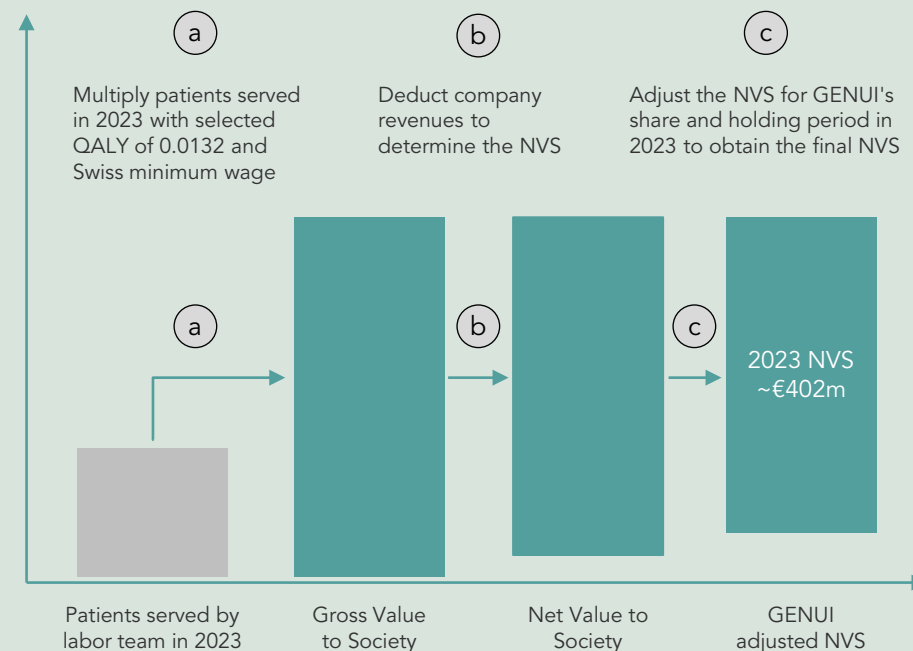 a
Multiply patients served
in 2023 with selected
QALY of 0.0132 and
Swiss minimum wage
b
Deduct company
revenues to
determine the NVS
c
Adjust the NVS for GENUI's
share and holding period in
2023 to obtain the final NVS
a
b
c
2023 NVS
~€402m
Patients served by
labor team in 2023
Gross Value
to Society
Net Value to
Society
GENUI
adjusted NVS